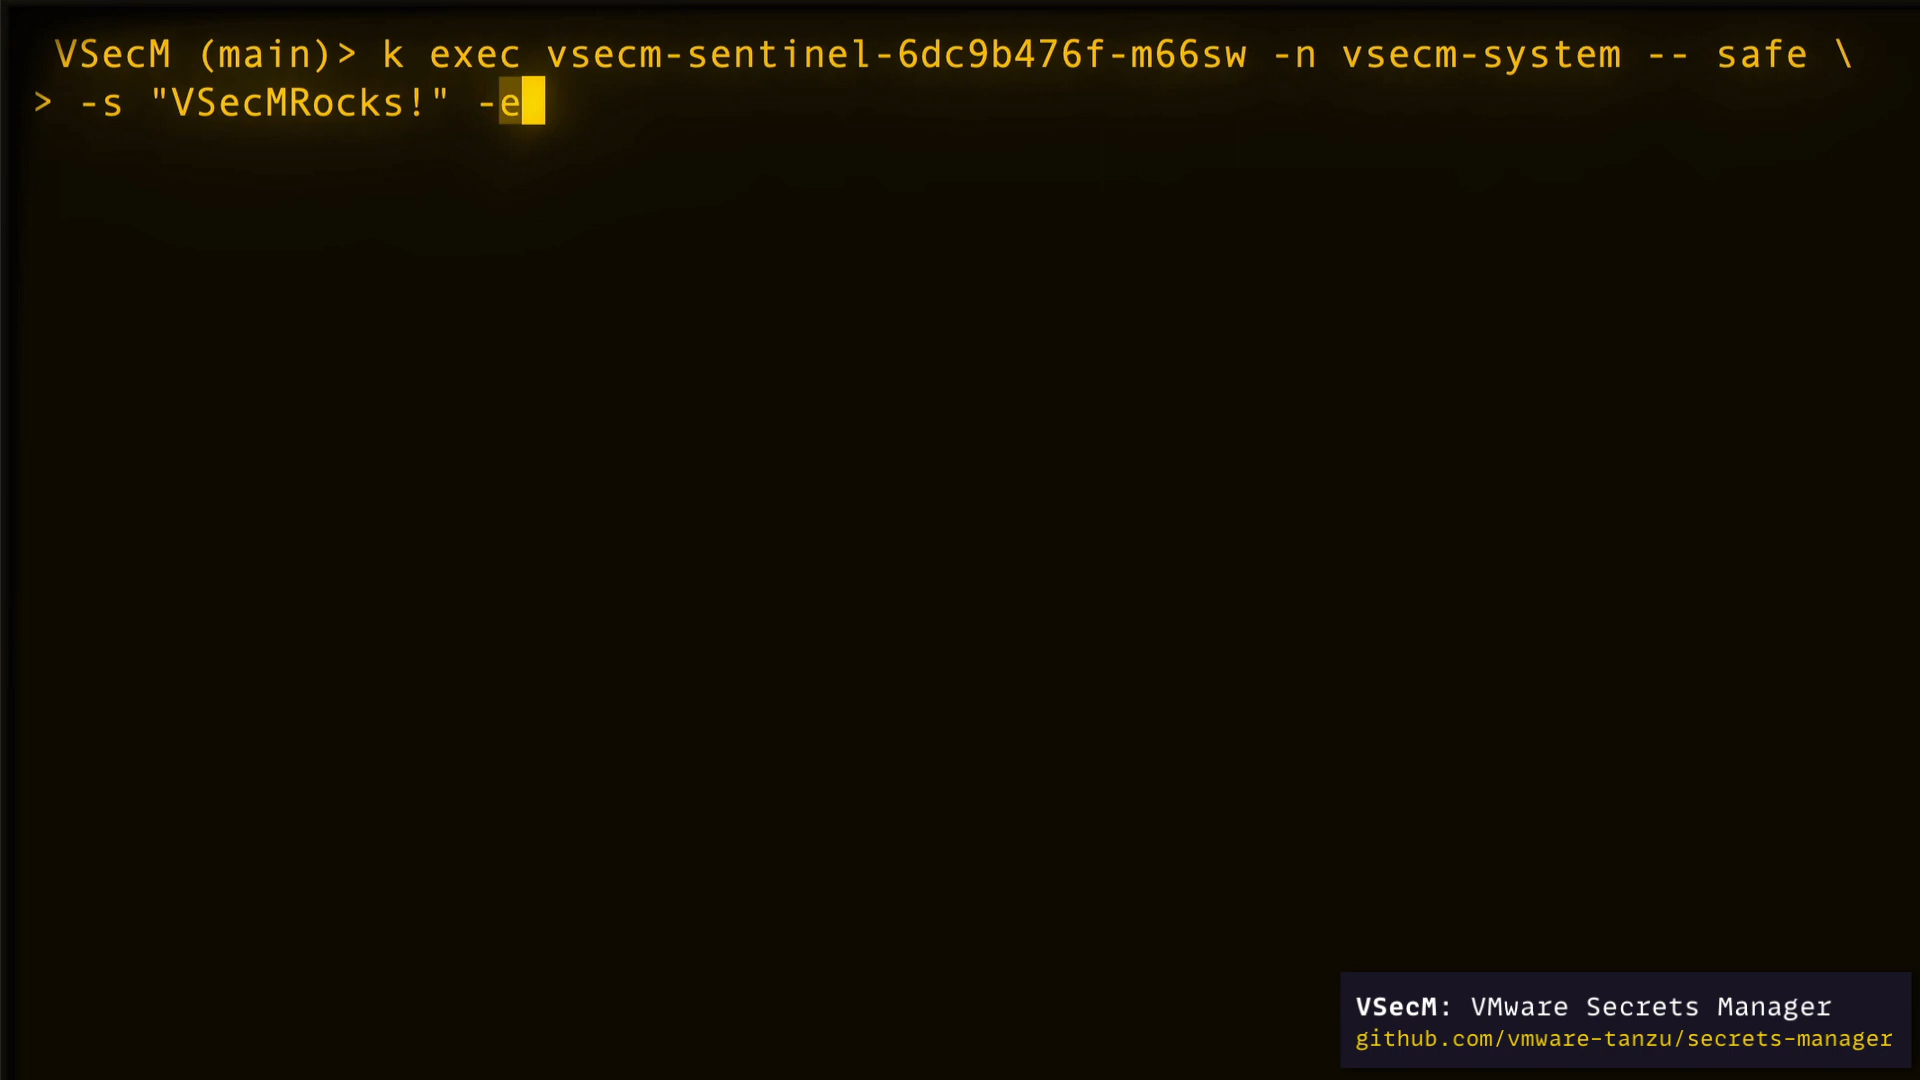 VSecM (main)> k exec vsecm-sentinel-6dc9b476f-m66sw -n vsecm-system -- safe \
> -s "VSecMRocks!" -e
VSecM: VMware Secrets Manager
github.com/vmware-tanzu/secrets-manager